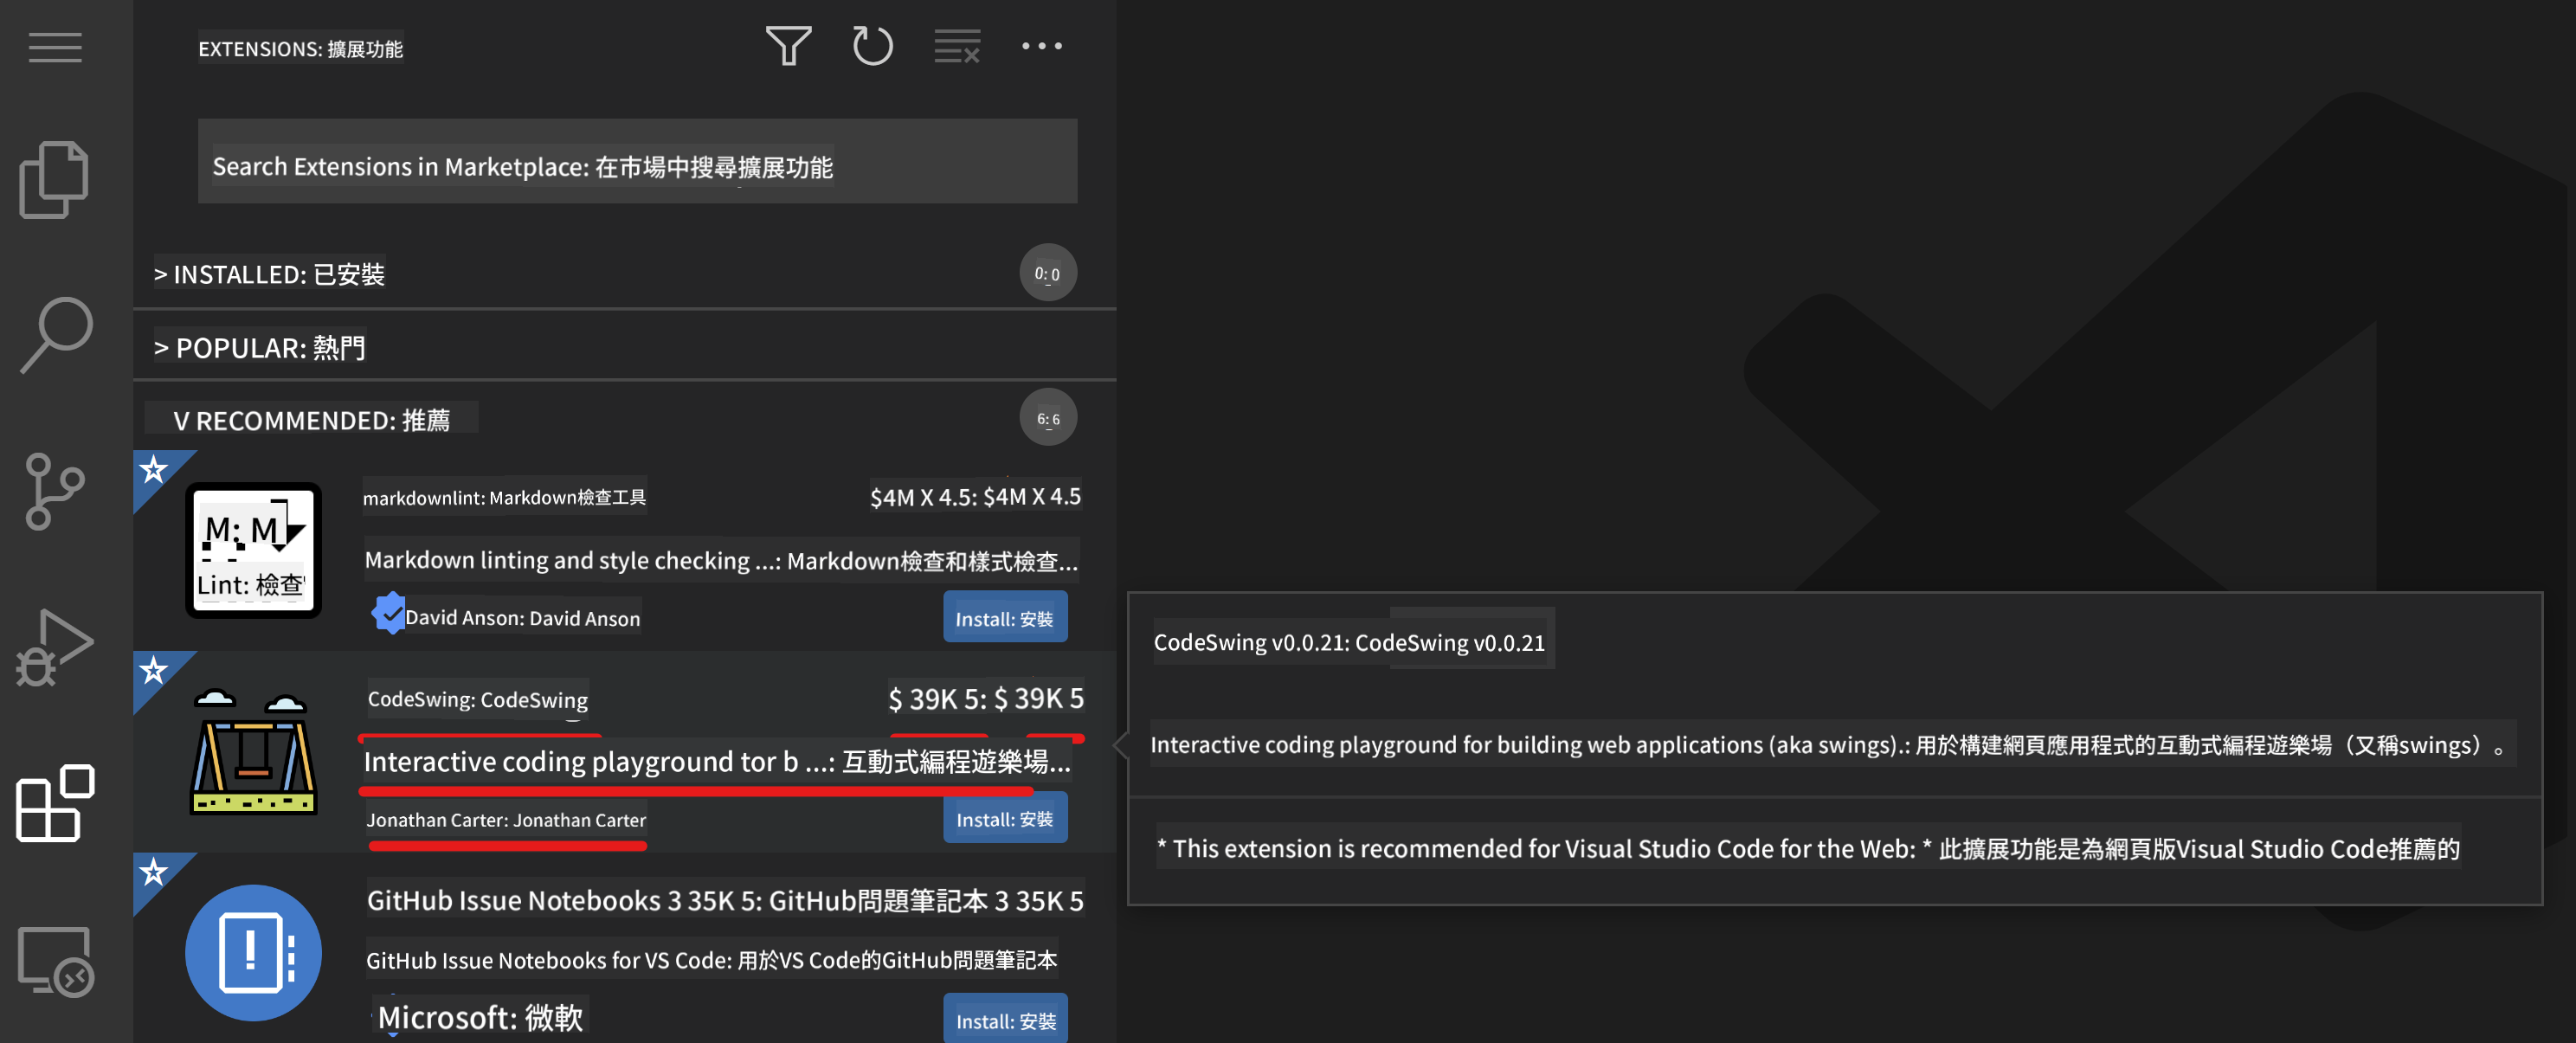 EXTENSIONS: 擴展功能
Search Extensions in Marketplace: 在市場中搜尋擴展功能
> INSTALLED: 已安裝
0: 0
> POPULAR: 熱門
V RECOMMENDED: 推薦
6: 6
markdownlint: Markdown檢查工具
$4M X 4.5: $4M X 4.5
M: M
Lint: 檢查
Markdown linting and style checking ...: Markdown檢查和樣式檢查...
David Anson: David Anson
Install: 安裝
CodeSwing: CodeSwing
$ 39K 5: $ 39K 5
Interactive coding playground tor b ...: 互動式編程遊樂場...
Jonathan Carter: Jonathan Carter
Install: 安裝
GitHub Issue Notebooks 3 35K 5: GitHub問題筆記本 3 35K 5
GitHub Issue Notebooks for VS Code: 用於VS Code的GitHub問題筆記本
Microsoft: 微軟
Install: 安裝
CodeSwing v0.0.21: CodeSwing v0.0.21
Interactive coding playground for building web applications (aka swings).: 用於構建網頁應用程式的互動式編程遊樂場（又稱swings）。
* This extension is recommended for Visual Studio Code for the Web: * 此擴展功能是為網頁版Visual Studio Code推薦的